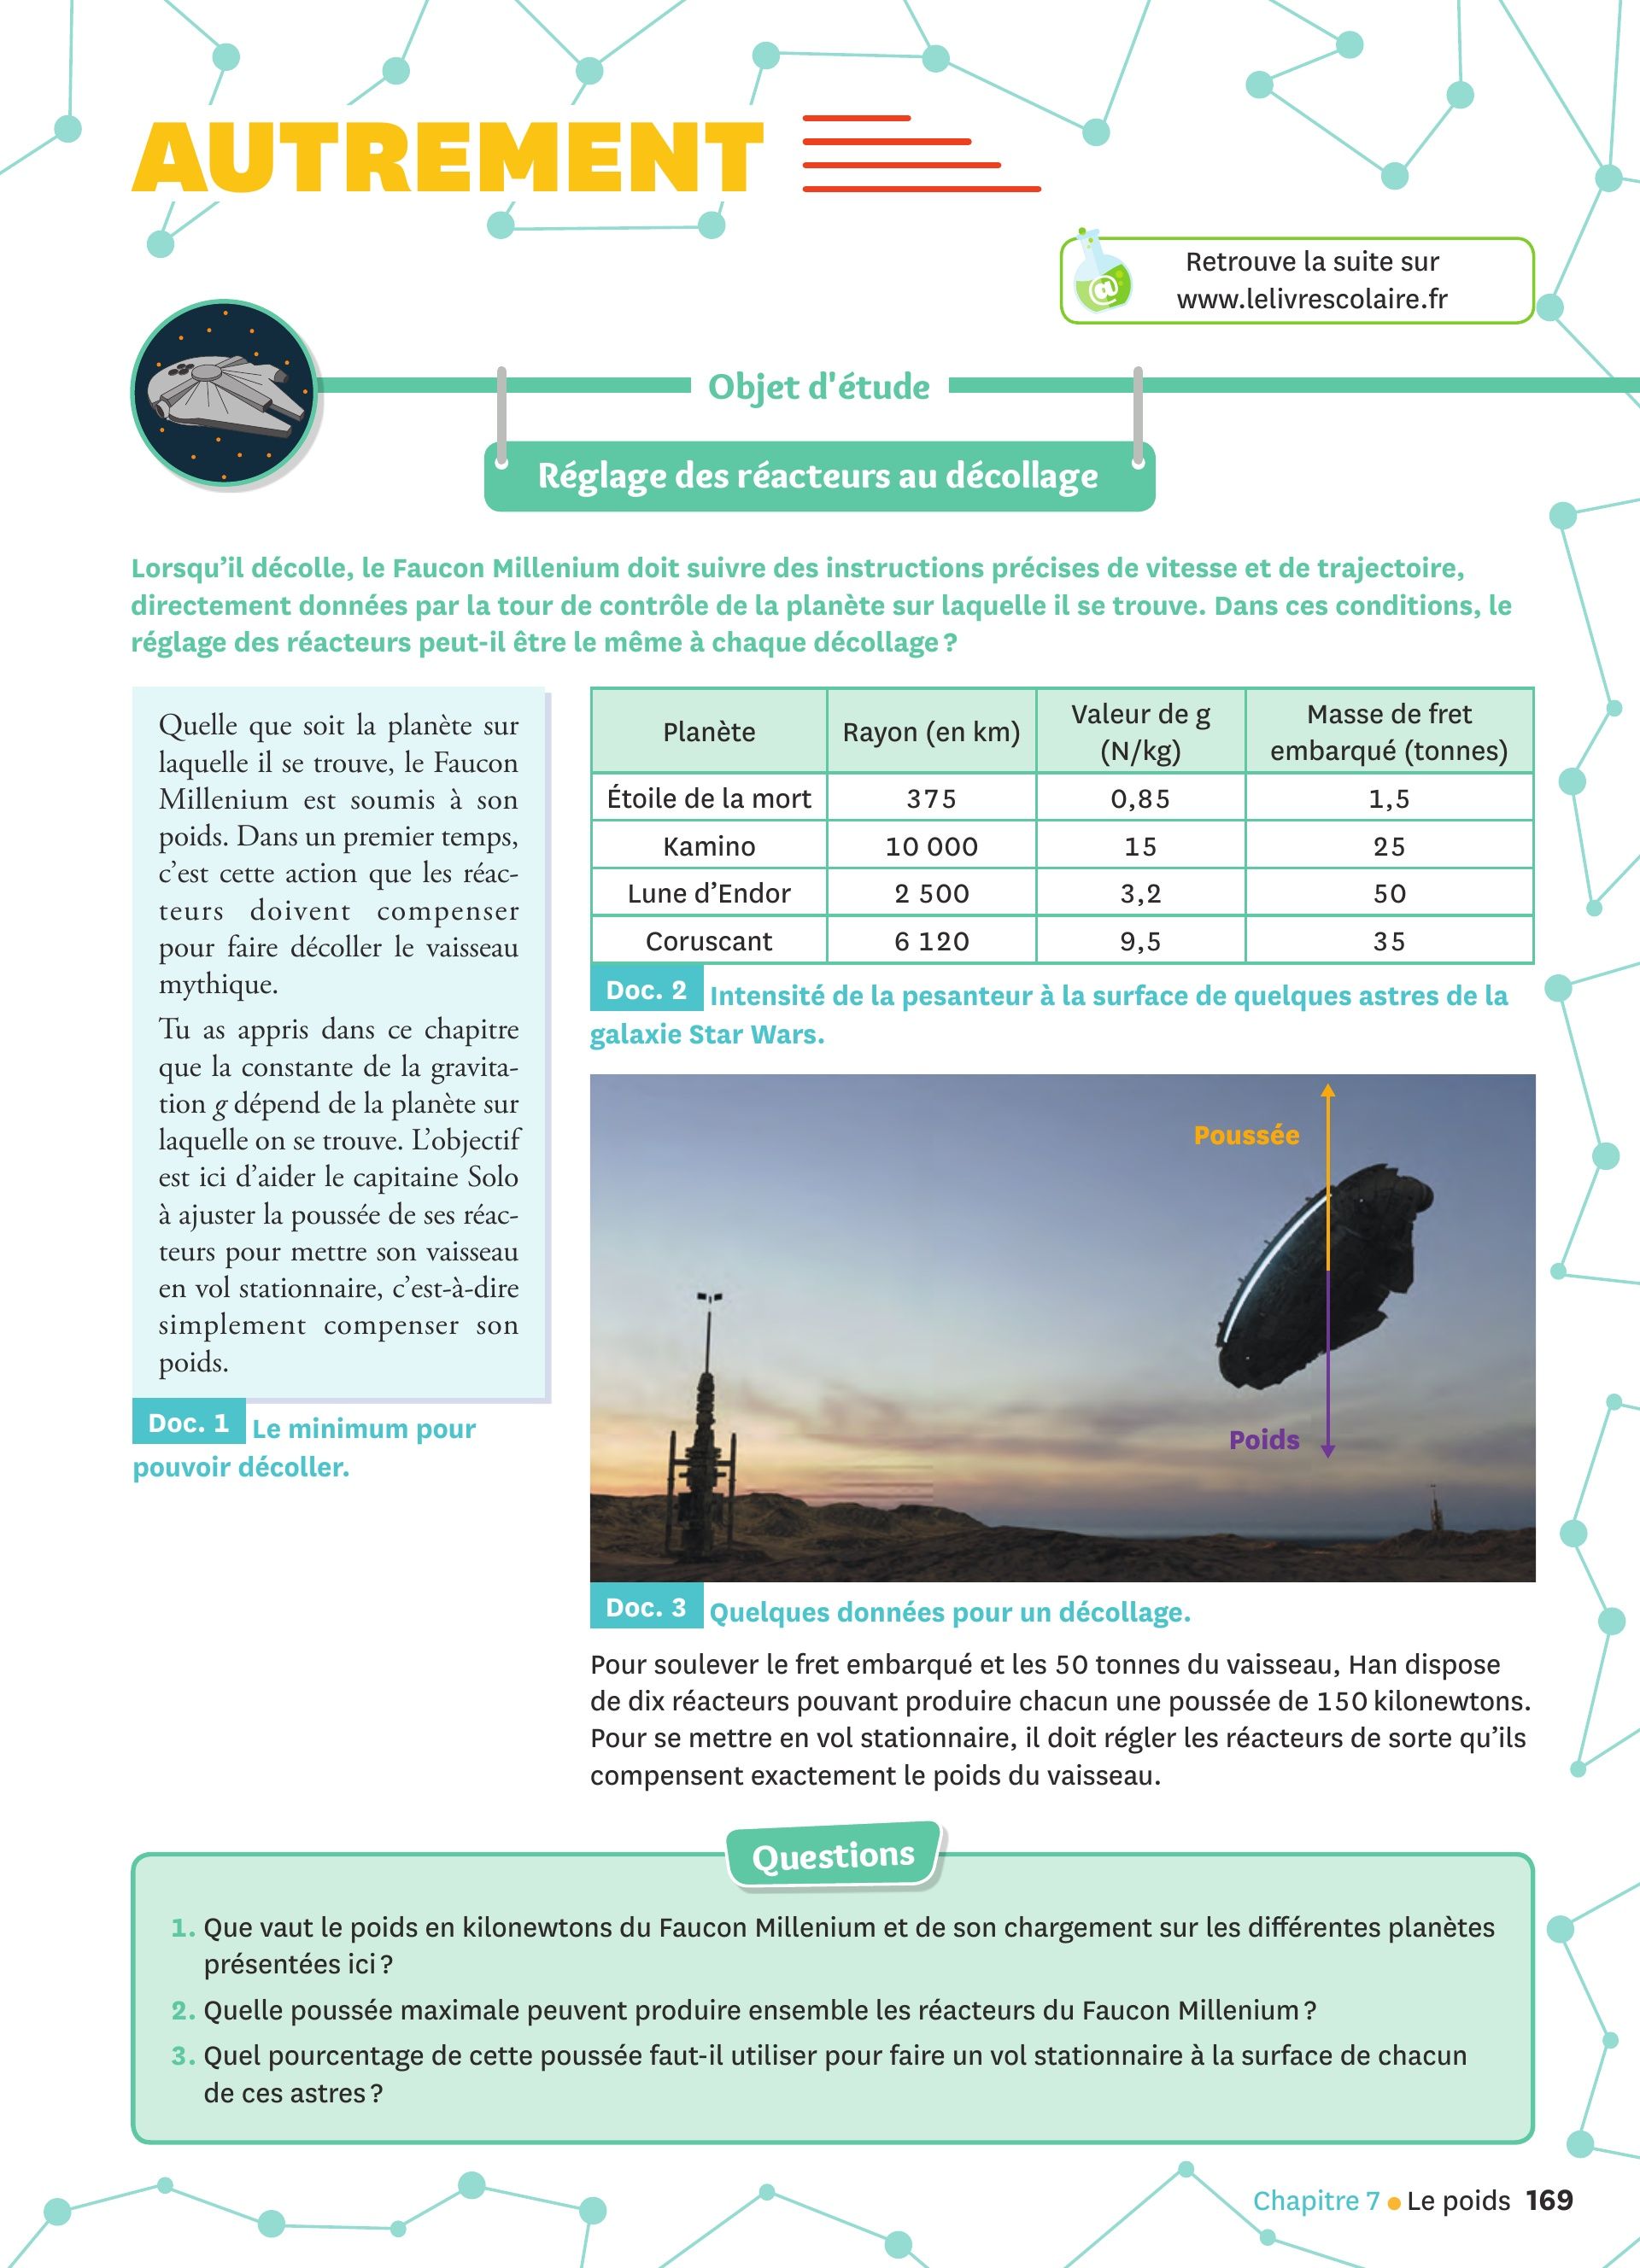 AUTREMENT
Retrouve la suite sur
www.lelivrescolaire.fr
Objet d'étude
Réglage des réacteurs au décollage
Lorsqu’il décolle, le Faucon Millenium doit suivre des instructions précises de vitesse et de trajectoire,
directement données par la tour de contrôle de la planète sur laquelle il se trouve. Dans ces conditions, le
réglage des réacteurs peut-il être le même à chaque décollage ?
Quelle que soit la planète sur
laquelle il se trouve, le Faucon
Millenium est soumis à son
poids. Dans un premier temps,
c’est cette action que les réac-
teurs doivent compenser
pour faire décoller le vaisseau
mythique.
Tu as appris dans ce chapitre
que la constante de la gravita-
tion g dépend de la planète sur
laquelle on se trouve. L’objectif
est ici d’aider le capitaine Solo
à ajuster la poussée de ses réac-
teurs pour mettre son vaisseau
en vol stationnaire, c’est-à-dire
simplement compenser son
poids.
Doc. 1 Le minimum pour
pouvoir décoller.
Planète Rayon (en km) Valeur de g (N/kg) Masse de fret embarqué (tonnes)
Étoile de la mort 375 0,85 1,5
Kamino 10 000 15 25
Lune d’Endor 2 500 3,2 50
Coruscant 6 120 9,5 35
Doc. 2 Intensité de la pesanteur à la surface de quelques astres de la
galaxie Star Wars.
Poussée
Poids
Doc. 3 Quelques données pour un décollage.
Pour soulever le fret embarqué et les 50 tonnes du vaisseau, Han dispose
de dix réacteurs pouvant produire chacun une poussée de 150 kilonewtons.
Pour se mettre en vol stationnaire, il doit régler les réacteurs de sorte qu’ils
compensent exactement le poids du vaisseau.
Questions
1. Que vaut le poids en kilonewtons du Faucon Millenium et de son chargement sur les différentes planètes
présentées ici ?
2. Quelle poussée maximale peuvent produire ensemble les réacteurs du Faucon Millenium ?
3. Quel pourcentage de cette poussée faut-il utiliser pour faire un vol stationnaire à la surface de chacun
de ces astres ?
Chapitre 7 • Le poids 169